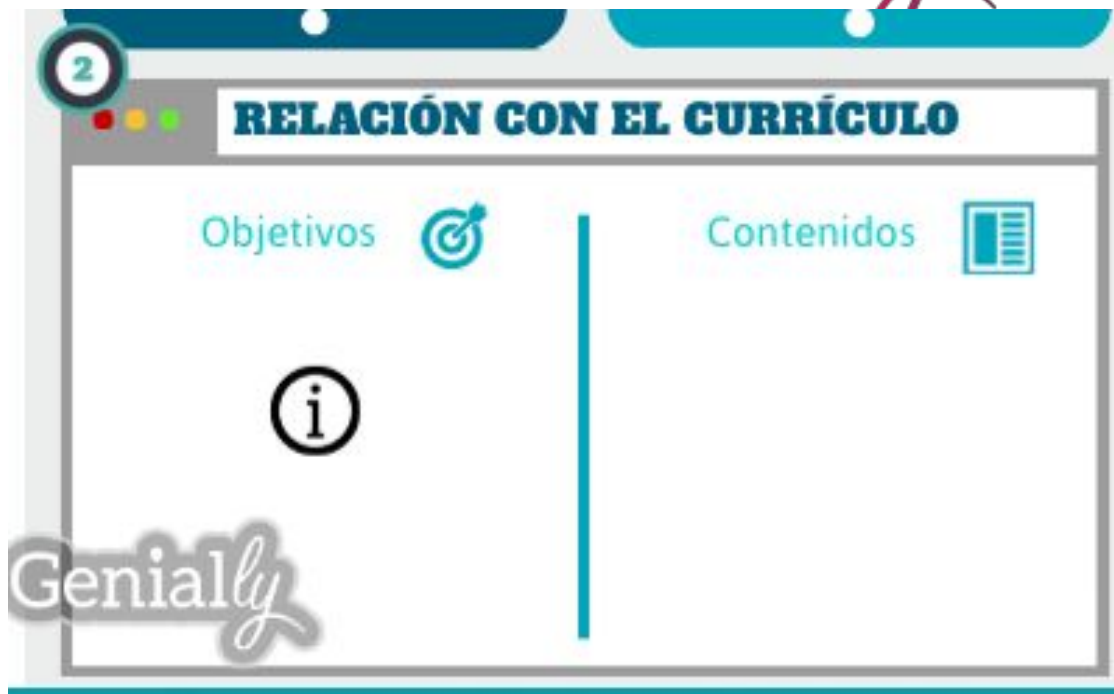 2
RELACIÓN CON EL CURRÍCULO
Objetivos
Contenidos
i
Genially